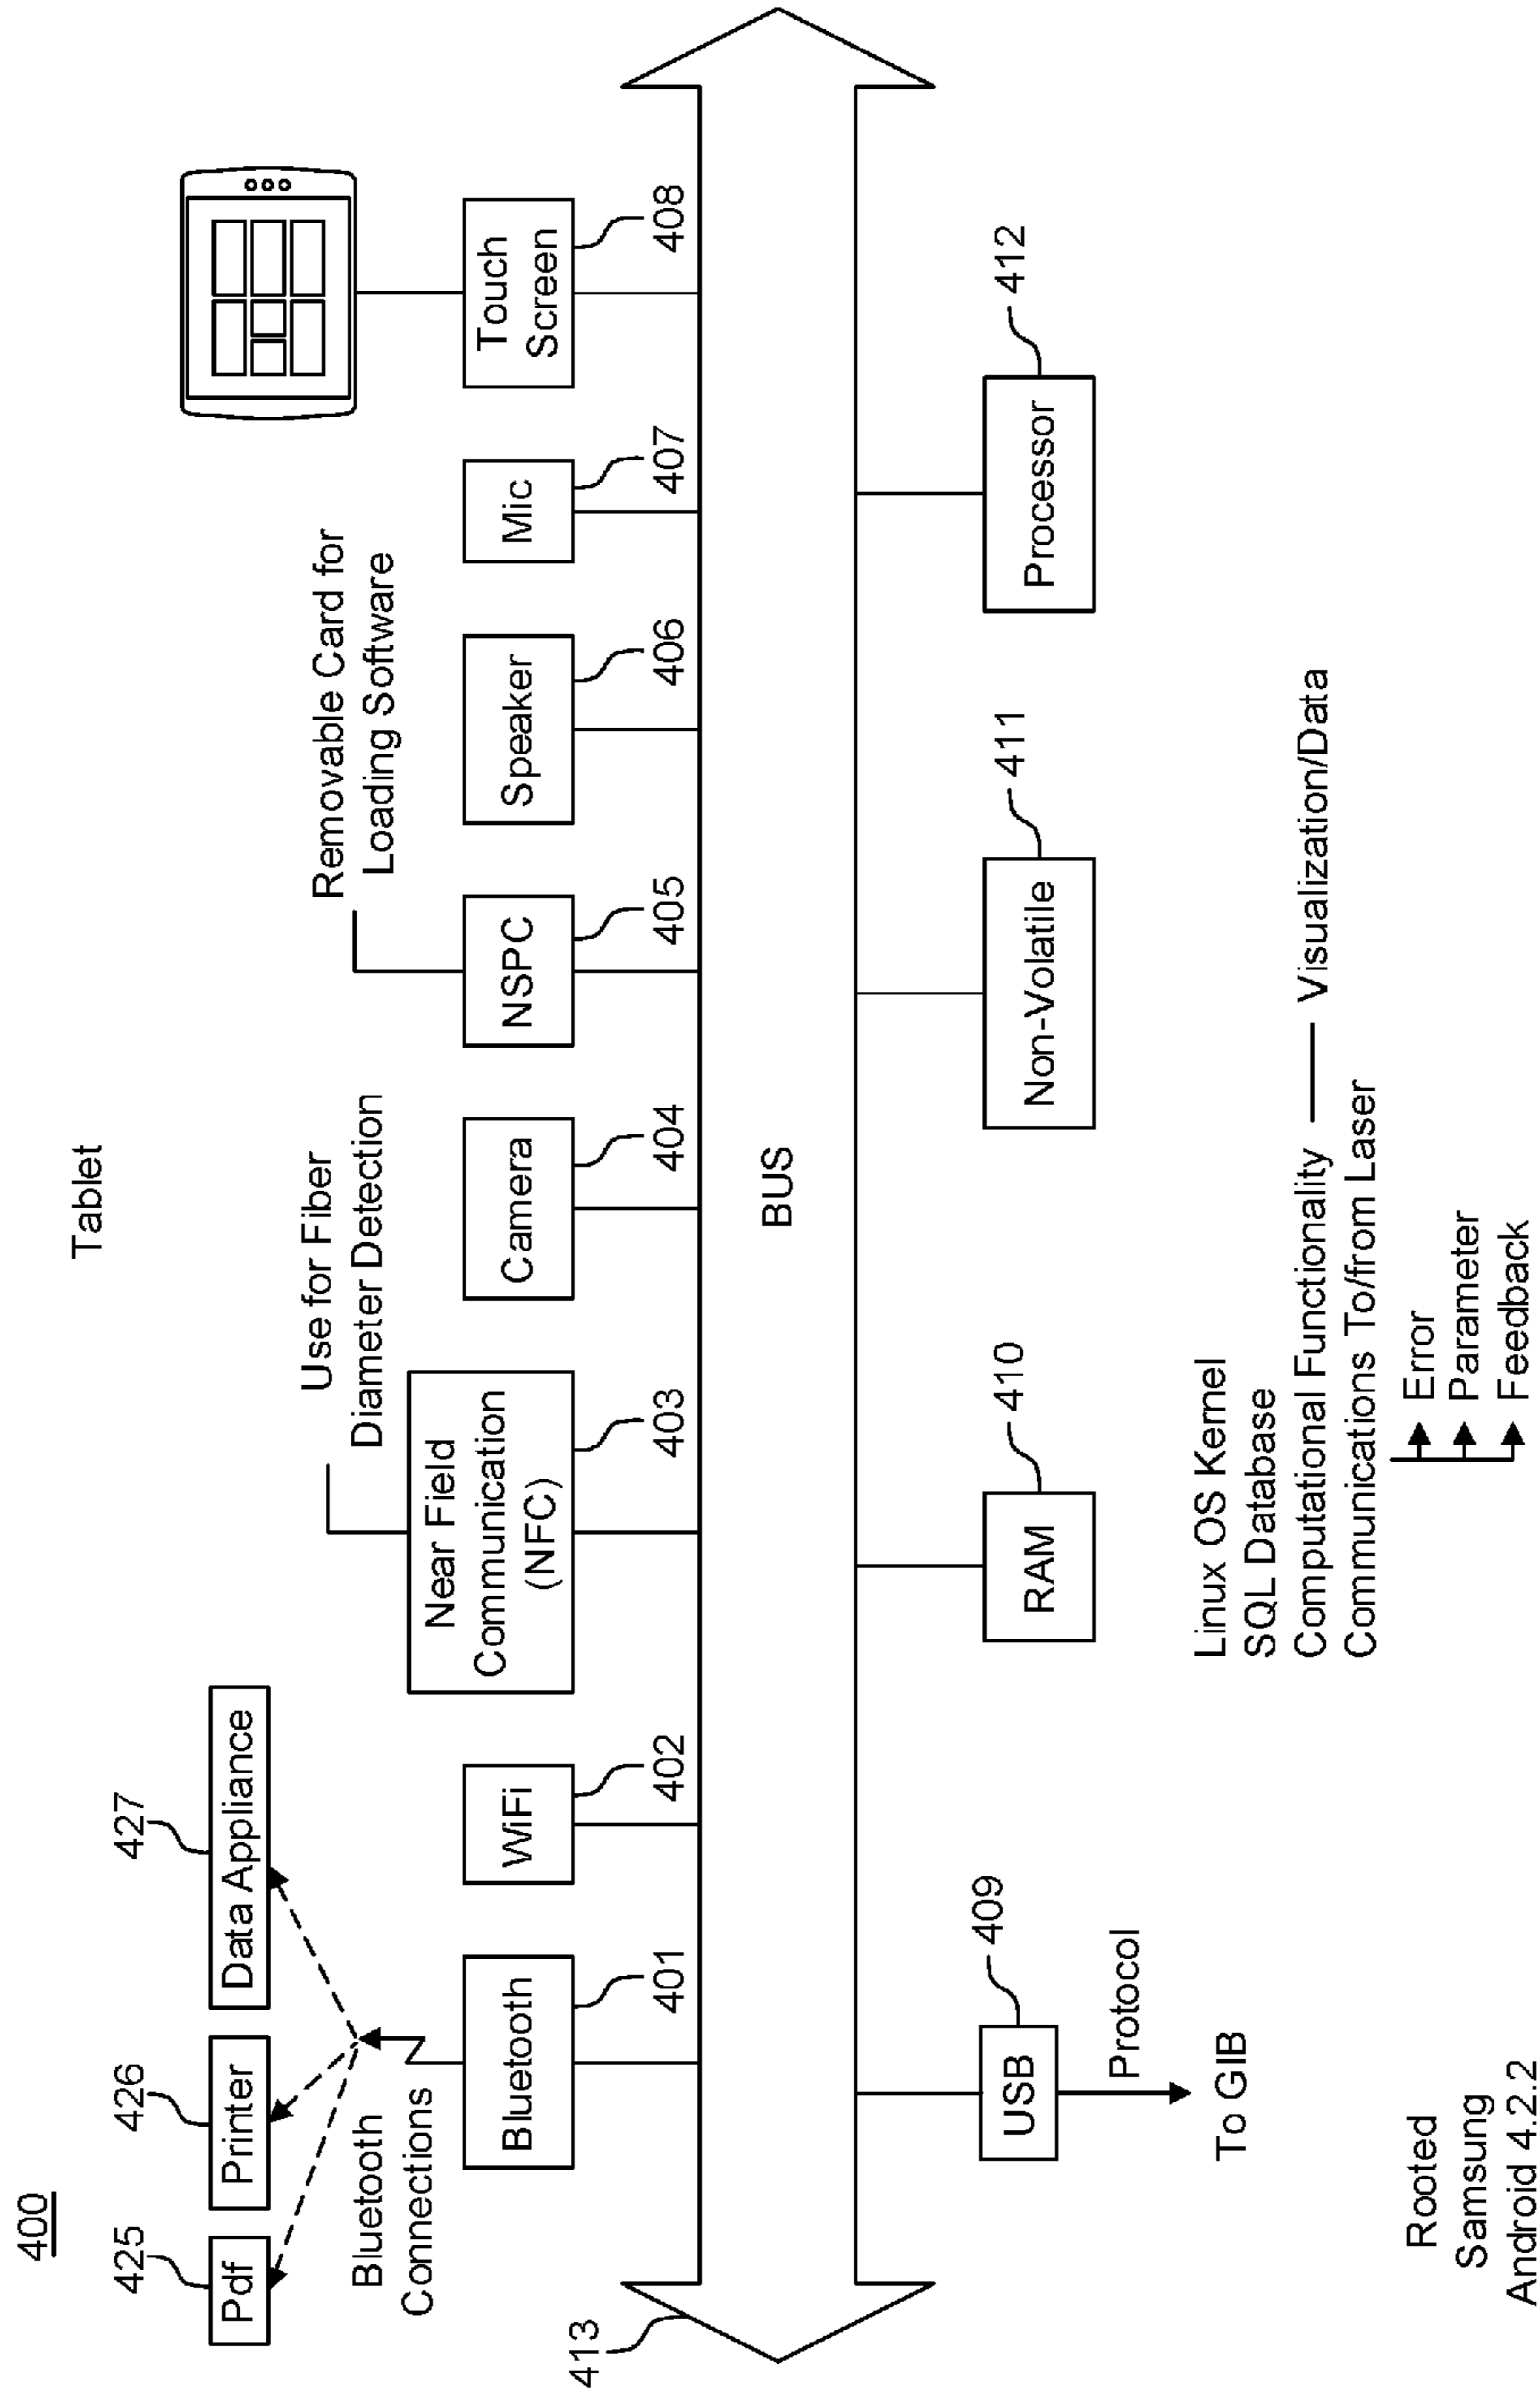 400
Tablet
425
426
427
Pdf
Printer
Data Appliance
Bluetooth
Connections
Use for Fiber
Diameter Detection
Removable Card for
Loading Software
Bluetooth
WiFi
Near Field
Communication
(NFC)
Camera
NSPC
Speaker
Mic
Touch
Screen
401
402
403
404
405
406
407
408
413
BUS
409
410
411
412
USB
RAM
Non-Volatile
Processor
Protocol
To GIB
Linux OS Kernel
SQL Database
Computational Functionality
Visualization/Data
Communications To/from Laser
Error
Parameter
Feedback
Rooted
Samsung
Android 4.2.2